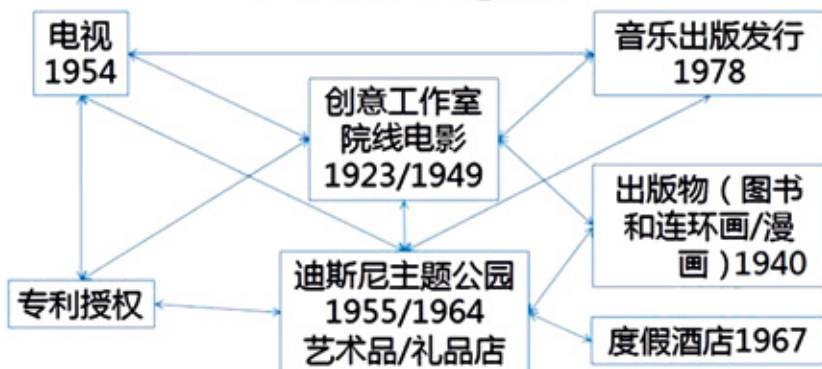 电视
1954
音乐出版发行
1978
创意工作室
院线电影
1923/1949
出版物（图书
和连环画/漫
画）1940
专利授权
迪斯尼主题公园
1955/1964
艺术品/礼品店
度假酒店1967